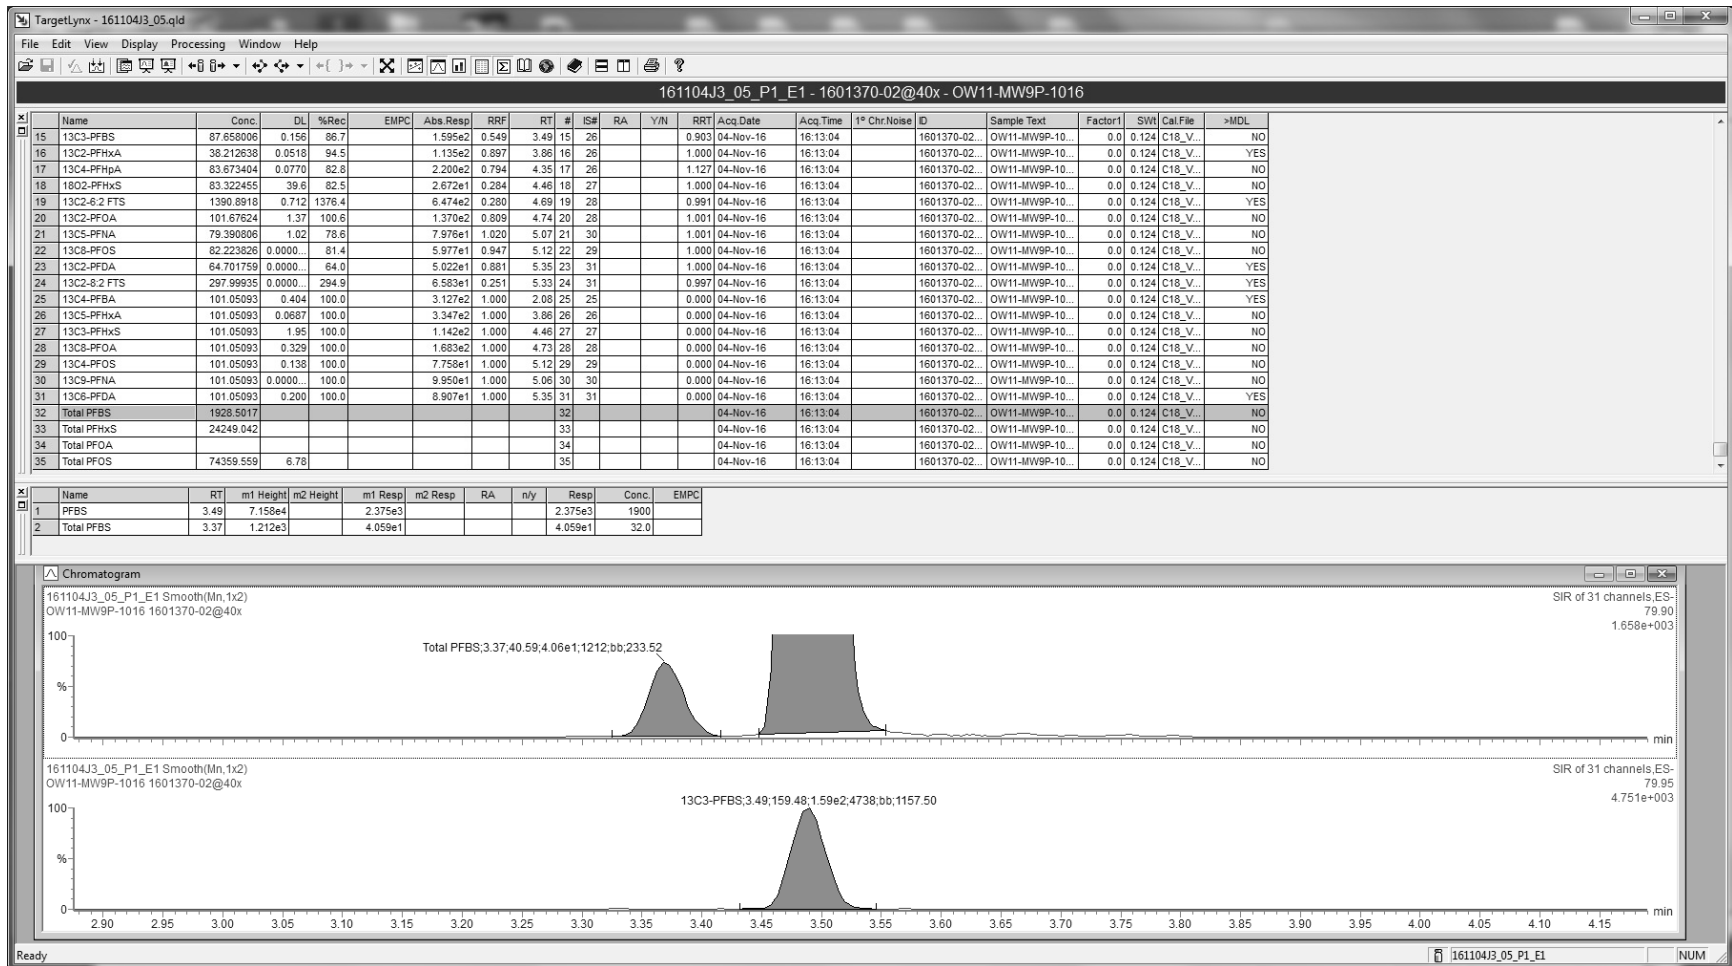 TargetLynx - 161104J3_05.qld
File Edit View Display Processing Window Help
161104J3_05_P1_E1 - 1601370-02@40x - OW11-MW9P-1016
Name Conc. DL %Rec EMPC Abs.Resp RRF RT # IS# RA Y/N RRT Acq.Date Acq.Time 1º Chr.Noise ID Sample Text Factor1 SWt Cal.File >MDL
15 13C3-PFBS 87.658006 0.156 86.7 1.595e2 0.549 3.49 15 26 0.903 04-Nov-16 16:13:04 1601370-02... OW11-MW9P-10... 0.0 0.124 C18_V... NO
16 13C2-PFHxA 38.212638 0.0518 94.5 1.135e2 0.897 3.86 16 26 1.000 04-Nov-16 16:13:04 1601370-02... OW11-MW9P-10... 0.0 0.124 C18_V... YES
17 13C4-PFHpA 83.673404 0.0770 82.8 2.200e2 0.794 4.35 17 26 1.127 04-Nov-16 16:13:04 1601370-02... OW11-MW9P-10... 0.0 0.124 C18_V... NO
18 18O2-PFHxS 83.322455 39.6 82.5 2.672e1 0.284 4.46 18 27 1.000 04-Nov-16 16:13:04 1601370-02... OW11-MW9P-10... 0.0 0.124 C18_V... NO
19 13C2-6:2 FTS 1390.8918 0.712 1376.4 6.474e2 0.280 4.69 19 28 0.991 04-Nov-16 16:13:04 1601370-02... OW11-MW9P-10... 0.0 0.124 C18_V... YES
20 13C2-PFOA 101.67624 1.37 100.6 1.370e2 0.809 4.74 20 28 1.001 04-Nov-16 16:13:04 1601370-02... OW11-MW9P-10... 0.0 0.124 C18_V... NO
21 13C5-PFNA 79.390806 1.02 78.6 7.976e1 1.020 5.07 21 30 1.001 04-Nov-16 16:13:04 1601370-02... OW11-MW9P-10... 0.0 0.124 C18_V... NO
22 13C8-PFOS 82.223826 0.0000... 81.4 5.977e1 0.947 5.12 22 29 1.000 04-Nov-16 16:13:04 1601370-02... OW11-MW9P-10... 0.0 0.124 C18_V... NO
23 13C2-PFDA 64.701759 0.0000... 64.0 5.022e1 0.881 5.35 23 31 1.000 04-Nov-16 16:13:04 1601370-02... OW11-MW9P-10... 0.0 0.124 C18_V... YES
24 13C2-8:2 FTS 297.99935 0.0000... 294.9 6.583e1 0.251 5.33 24 31 0.997 04-Nov-16 16:13:04 1601370-02... OW11-MW9P-10... 0.0 0.124 C18_V... YES
25 13C4-PFBA 101.05093 0.404 100.0 3.127e2 1.000 2.08 25 25 0.000 04-Nov-16 16:13:04 1601370-02... OW11-MW9P-10... 0.0 0.124 C18_V... YES
26 13C5-PFHxA 101.05093 0.0687 100.0 3.347e2 1.000 3.86 26 26 0.000 04-Nov-16 16:13:04 1601370-02... OW11-MW9P-10... 0.0 0.124 C18_V... NO
27 13C3-PFHxS 101.05093 1.95 100.0 1.142e2 1.000 4.46 27 27 0.000 04-Nov-16 16:13:04 1601370-02... OW11-MW9P-10... 0.0 0.124 C18_V... NO
28 13C8-PFOA 101.05093 0.329 100.0 1.683e2 1.000 4.73 28 28 0.000 04-Nov-16 16:13:04 1601370-02... OW11-MW9P-10... 0.0 0.124 C18_V... NO
29 13C4-PFOS 101.05093 0.138 100.0 7.758e1 1.000 5.12 29 29 0.000 04-Nov-16 16:13:04 1601370-02... OW11-MW9P-10... 0.0 0.124 C18_V... NO
30 13C9-PFNA 101.05093 0.0000... 100.0 9.950e1 1.000 5.06 30 30 0.000 04-Nov-16 16:13:04 1601370-02... OW11-MW9P-10... 0.0 0.124 C18_V... NO
31 13C6-PFDA 101.05093 0.200 100.0 8.907e1 1.000 5.35 31 31 0.000 04-Nov-16 16:13:04 1601370-02... OW11-MW9P-10... 0.0 0.124 C18_V... YES
32 Total PFBS 1928.5017 32 04-Nov-16 16:13:04 1601370-02... OW11-MW9P-10... 0.0 0.124 C18_V... NO
33 Total PFHxS 24249.042 33 04-Nov-16 16:13:04 1601370-02... OW11-MW9P-10... 0.0 0.124 C18_V... NO
34 Total PFOA 34 04-Nov-16 16:13:04 1601370-02... OW11-MW9P-10... 0.0 0.124 C18_V... NO
35 Total PFOS 74359.559 6.78 35 04-Nov-16 16:13:04 1601370-02... OW11-MW9P-10... 0.0 0.124 C18_V... NO
Name RT m1 Height m2 Height m1 Resp m2 Resp RA n/y Resp Conc. EMPC
1 PFBS 3.49 7.158e4 2.375e3 2.375e3 1900
2 Total PFBS 3.37 1.212e3 4.059e1 4.059e1 32.0
Chromatogram
161104J3_05_P1_E1 Smooth(Mn,1x2) SIR of 31 channels,ES-
OW11-MW9P-1016 1601370-02@40x 79.90
1.658e+003
100
Total PFBS;3.37;40.59;4.06e1;1212;bb;233.52
%
0
min
161104J3_05_P1_E1 Smooth(Mn,1x2) SIR of 31 channels,ES-
OW11-MW9P-1016 1601370-02@40x 79.95
4.751e+003
100
13C3-PFBS;3.49;159.48;1.59e2;4738;bb;1157.50
%
0
min
2.90 2.95 3.00 3.05 3.10 3.15 3.20 3.25 3.30 3.35 3.40 3.45 3.50 3.55 3.60 3.65 3.70 3.75 3.80 3.85 3.90 3.95 4.00 4.05 4.10 4.15
Ready 161104J3_05_P1_E1 NUM